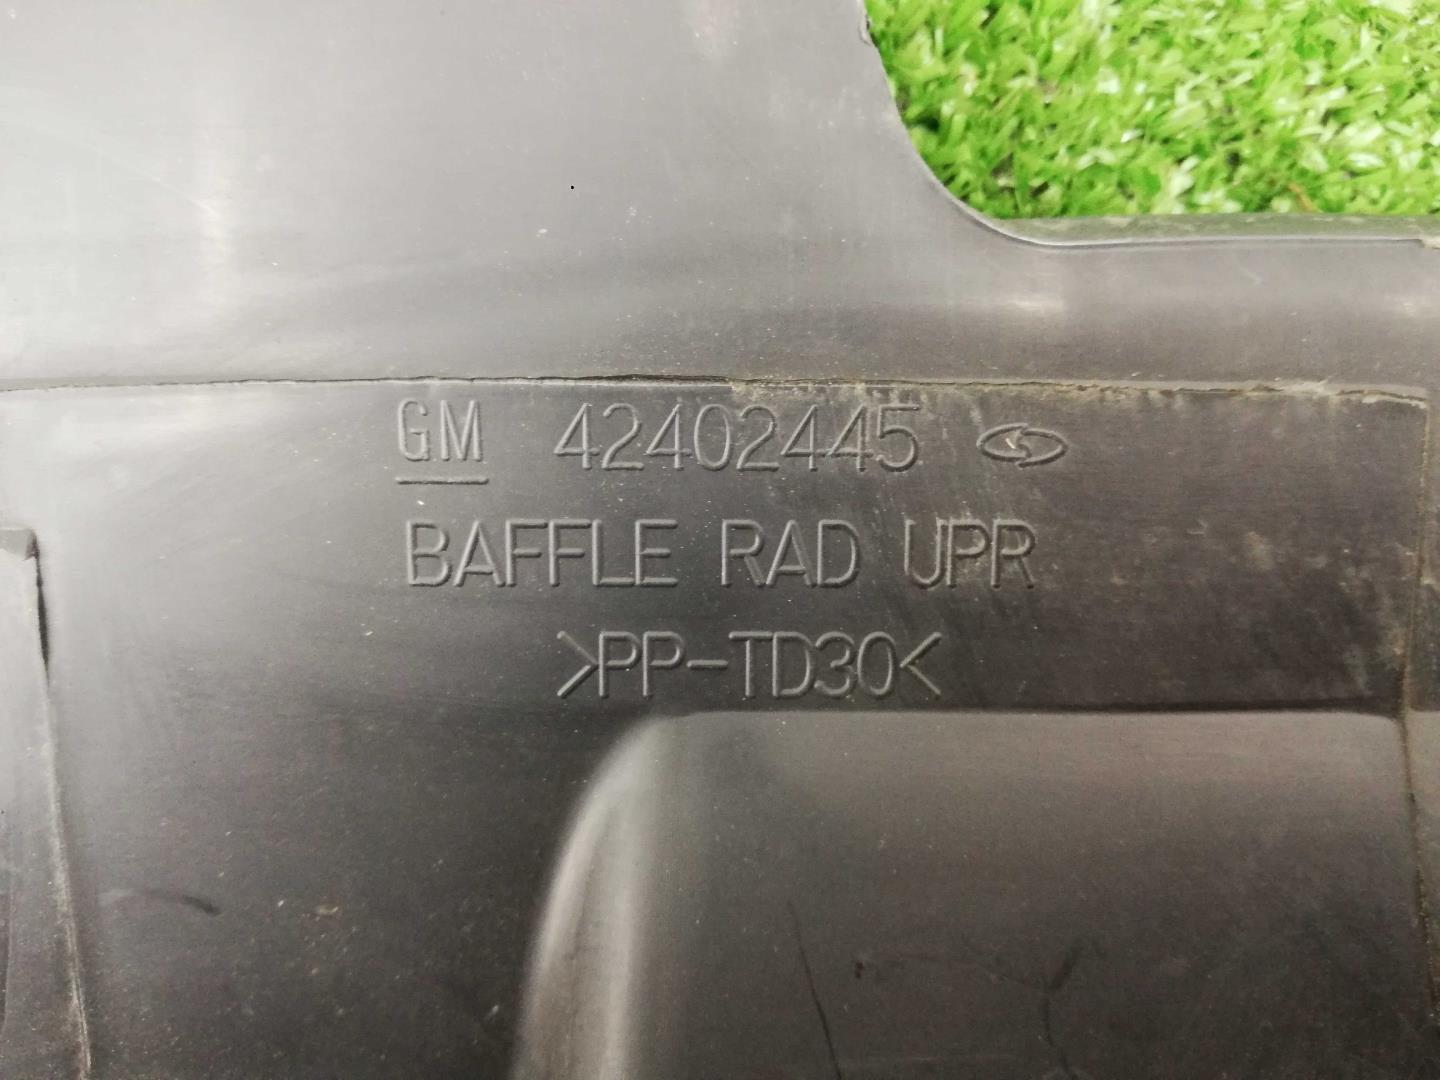 GM 42402445
BAFFLE RAD UPR
>PP-TD30<